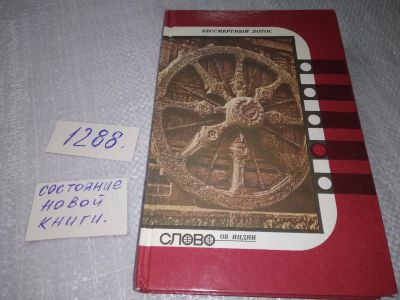 БЕССМЕРТНЫЙ ЛОГОС
1288.
СОСТОЯНИЕ
НОВОЙ
КНИГИ.
СЛОВО ОБ ИНДИИ